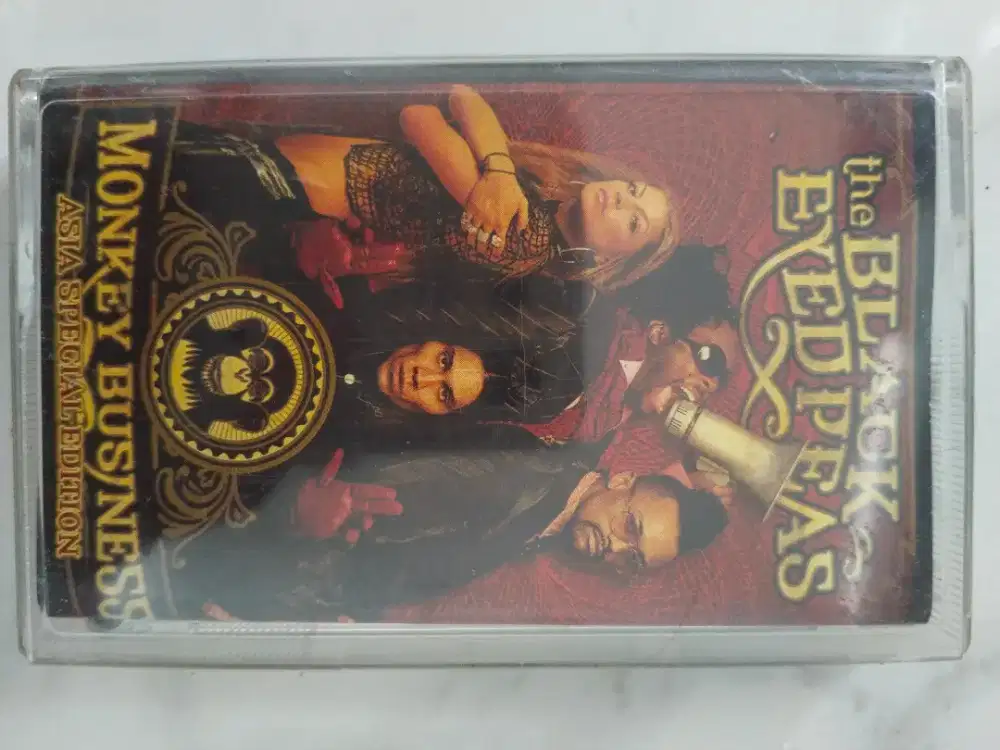 the BLACK
EYED PEAS
MONKEY BUSINESS
ASIA SPECIAL EDITION